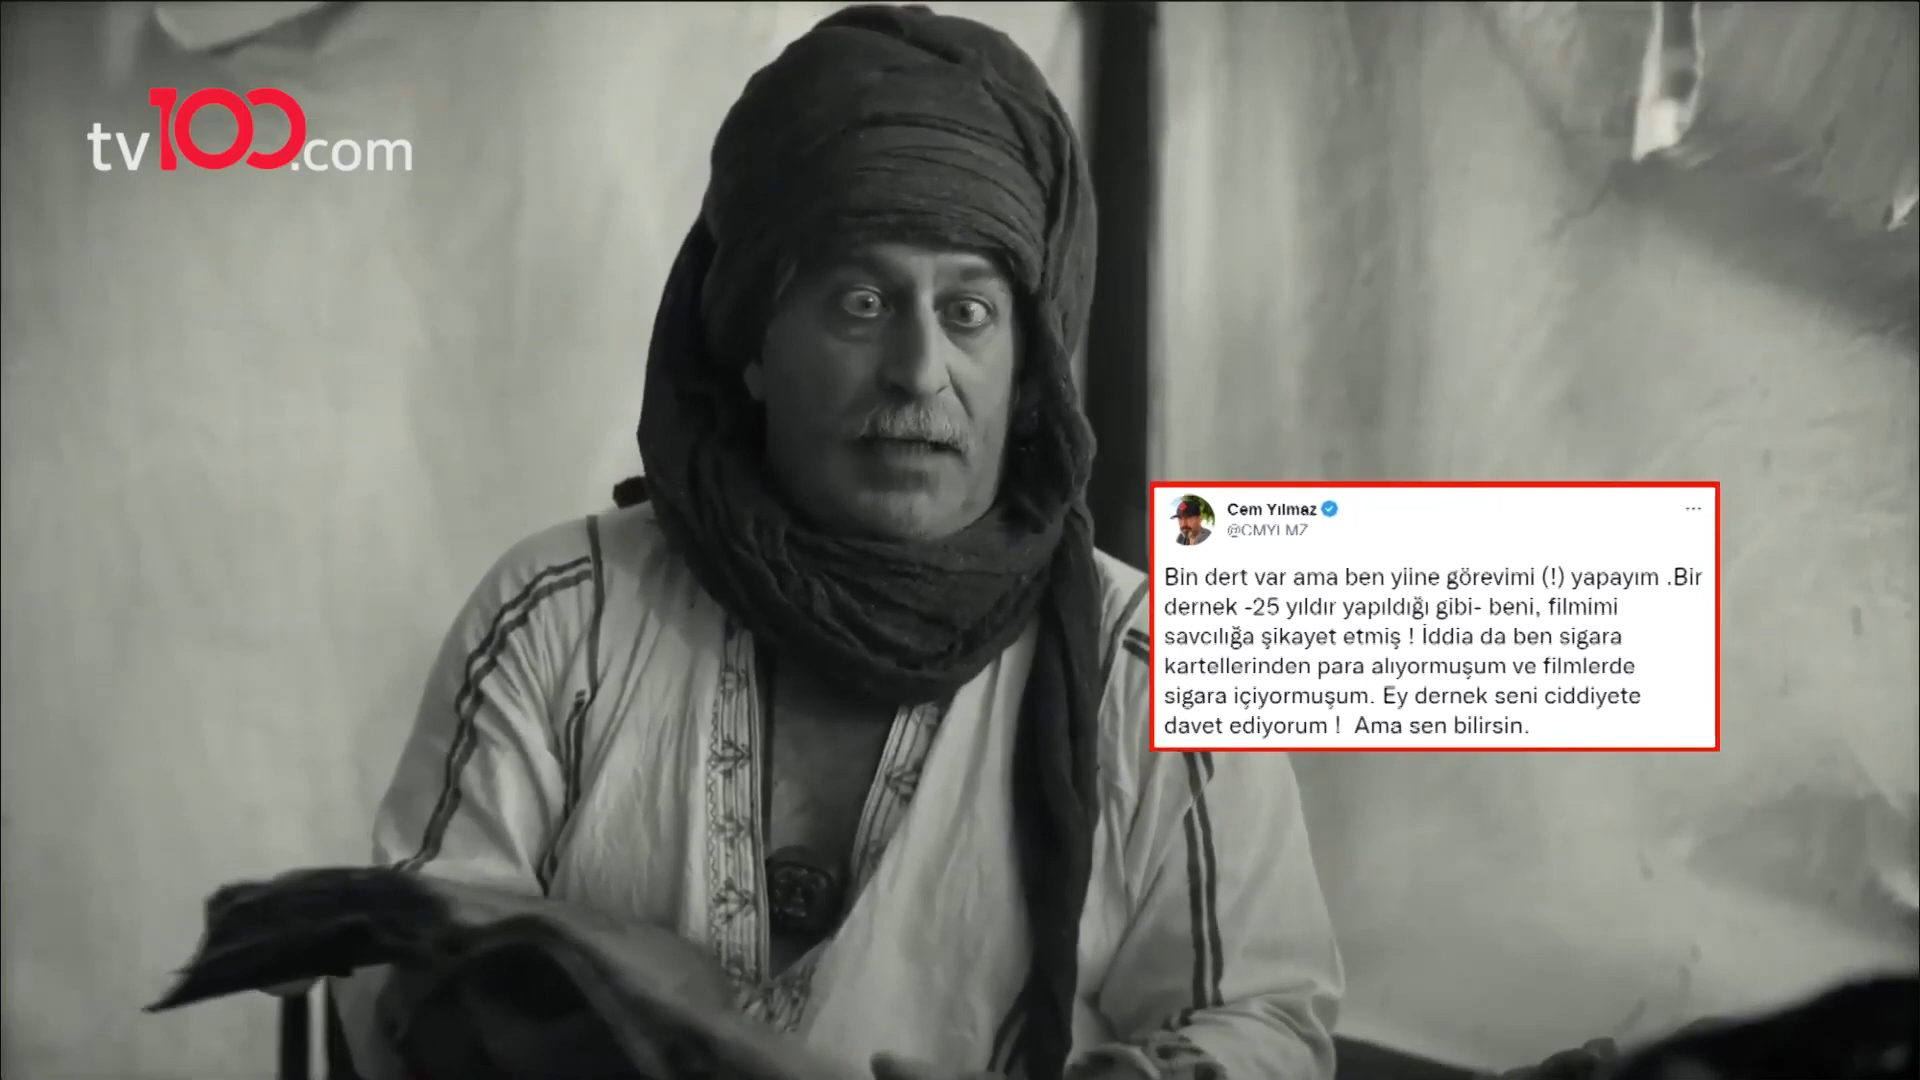 tv100.com
Cem Yılmaz
@CMYLMZ
Bin dert var ama ben yiine görevimi (!) yapayım .Bir
dernek -25 yıldır yapıldığı gibi- beni, filmimi
savcılığa şikayet etmiş ! İddia da ben sigara
kartellerinden para alıyormuşum ve filmlerde
sigara içiyormuşum. Ey dernek seni ciddiyete
davet ediyorum ! Ama sen bilirsin.